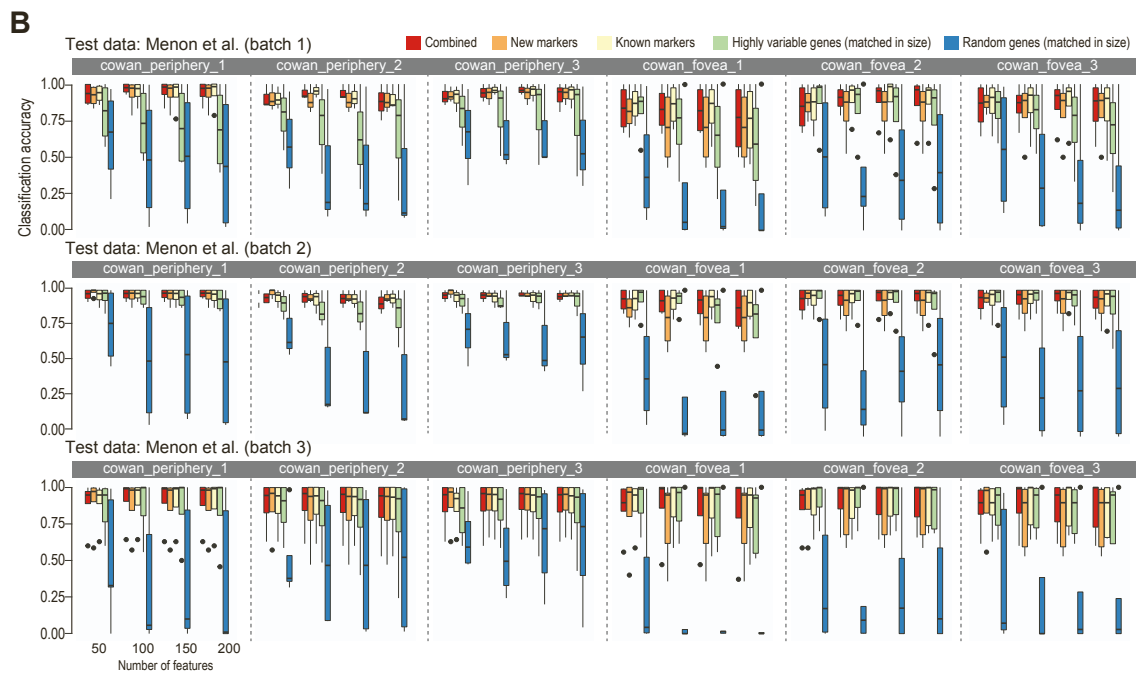 B
Test data: Menon et al. (batch 1)
Combined New markers Known markers Highly variable genes (matched in size) Random genes (matched in size)
cowan_periphery_1 cowan_periphery_2 cowan_periphery_3 cowan_fovea_1 cowan_fovea_2 cowan_fovea_3
Classification accuracy
1.00
0.75
0.50
0.25
0.00
Test data: Menon et al. (batch 2)
cowan_periphery_1 cowan_periphery_2 cowan_periphery_3 cowan_fovea_1 cowan_fovea_2 cowan_fovea_3
1.00
0.75
0.50
0.25
0.00
Test data: Menon et al. (batch 3)
cowan_periphery_1 cowan_periphery_2 cowan_periphery_3 cowan_fovea_1 cowan_fovea_2 cowan_fovea_3
1.00
0.75
0.50
0.25
0.00
50 100 150 200
Number of features